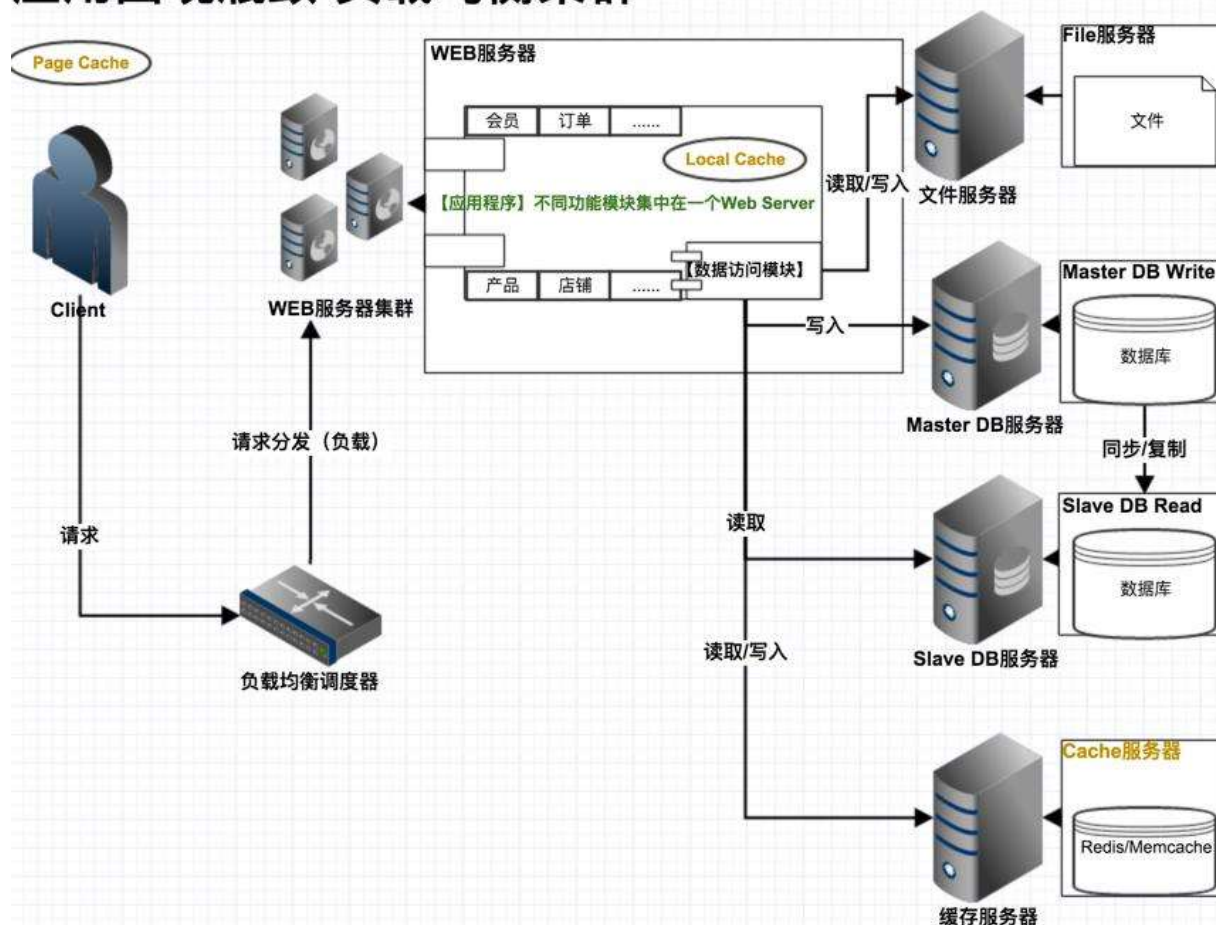 Page Cache
Client
请求
负载均衡调度器
请求分发（负载）
WEB服务器集群
WEB服务器
会员
订单
......
Local Cache
【应用程序】不同功能模块集中在一个Web Server
【数据访问模块】
产品
店铺
......
读取/写入
文件服务器
File服务器
文件
写入
Master DB服务器
Master DB Write
数据库
同步/复制
读取
Slave DB服务器
Slave DB Read
数据库
读取/写入
缓存服务器
Cache服务器
Redis/Memcache